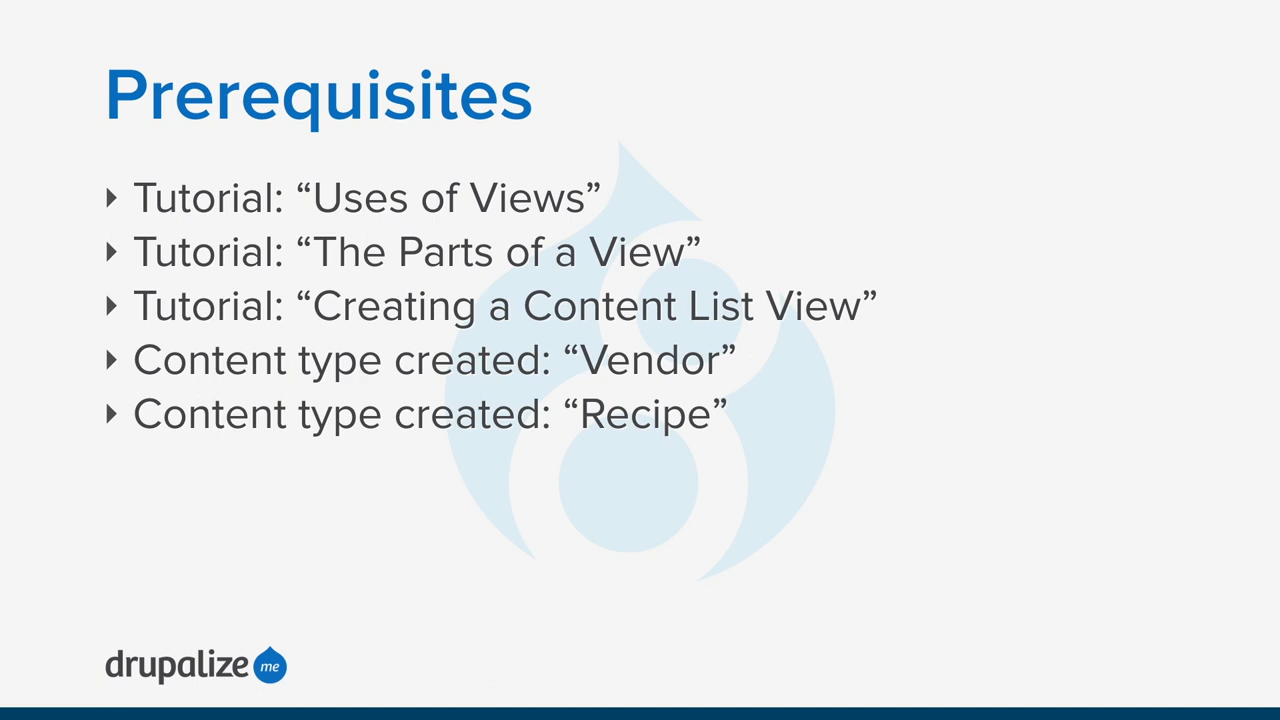 Prerequisites
Tutorial: “Uses of Views”
Tutorial: “The Parts of a View”
Tutorial: “Creating a Content List View”
Content type created: “Vendor”
Content type created: “Recipe”
drupalize me